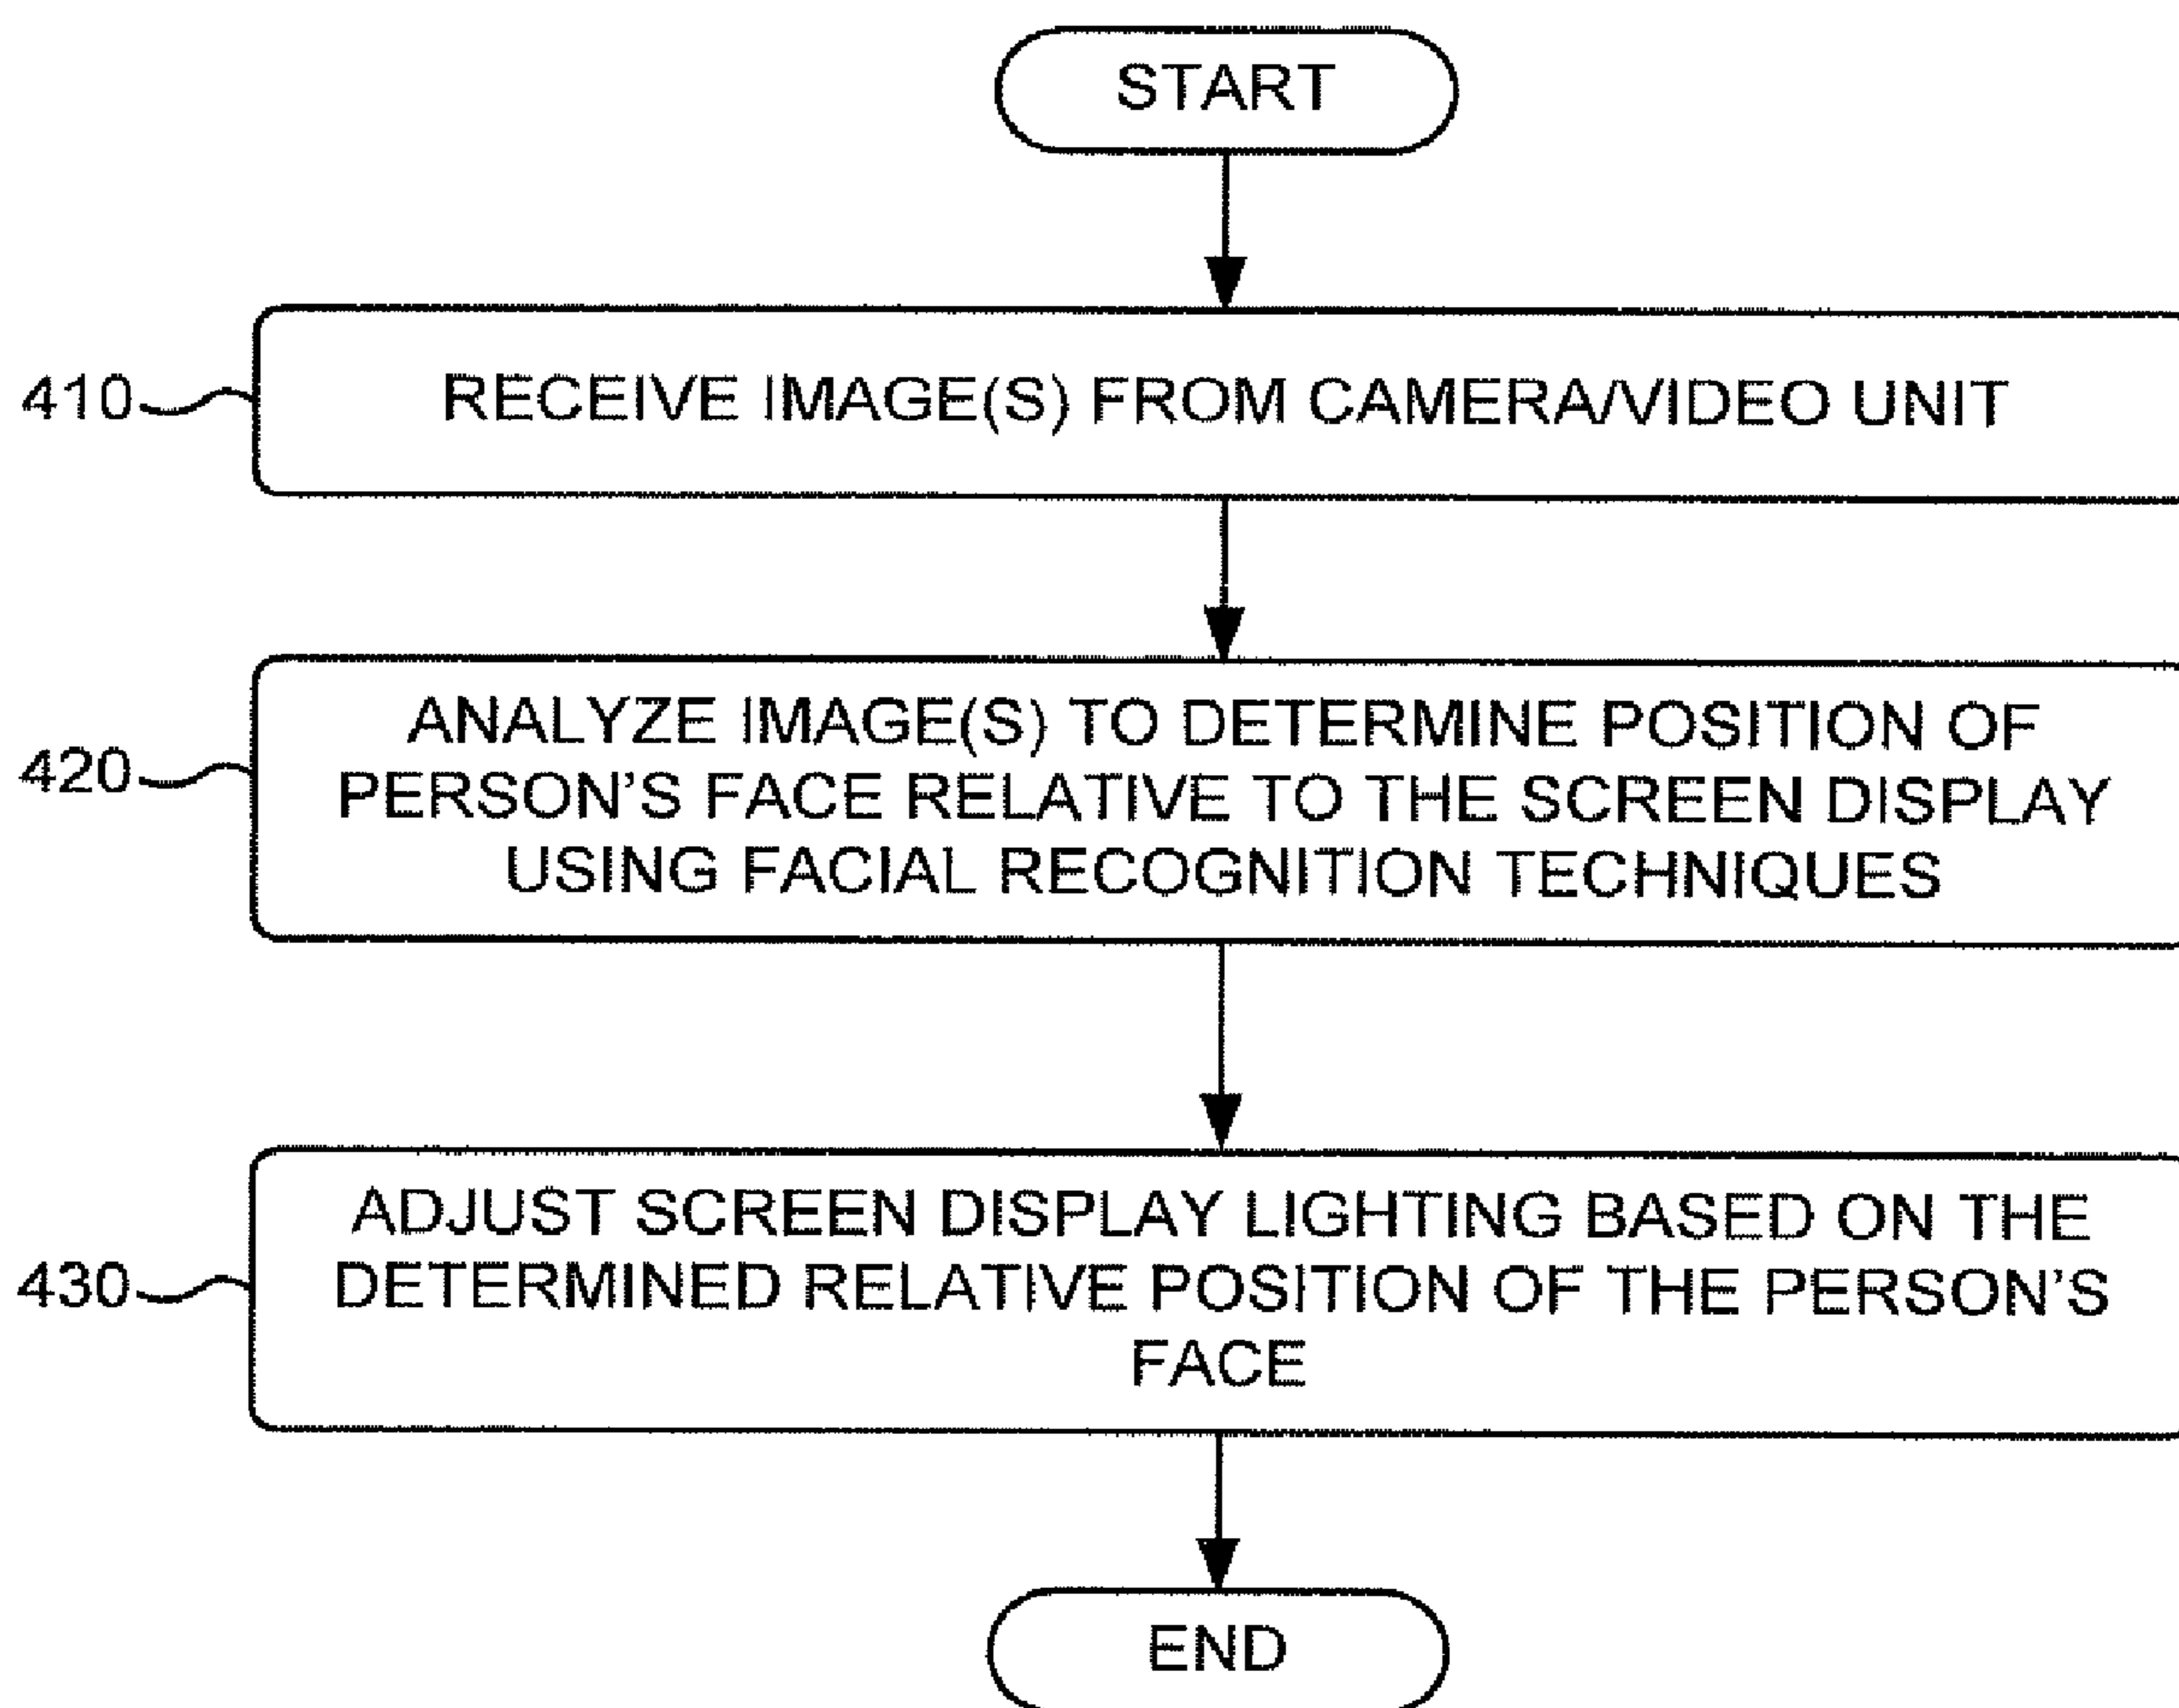 START
410
RECEIVE IMAGE(S) FROM CAMERA/VIDEO UNIT
420
ANALYZE IMAGE(S) TO DETERMINE POSITION OF
PERSON'S FACE RELATIVE TO THE SCREEN DISPLAY
USING FACIAL RECOGNITION TECHNIQUES
430
ADJUST SCREEN DISPLAY LIGHTING BASED ON THE
DETERMINED RELATIVE POSITION OF THE PERSON'S
FACE
END